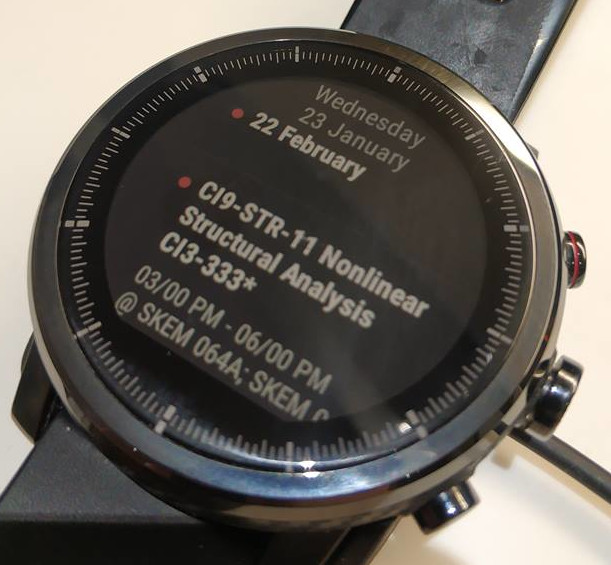 Wednesday
23 January
22 February
CI9-STR-11 Nonlinear
Structural Analysis
CI3-333*
03/00 PM - 06/00 PM
@ SKEM 064A; SKEM